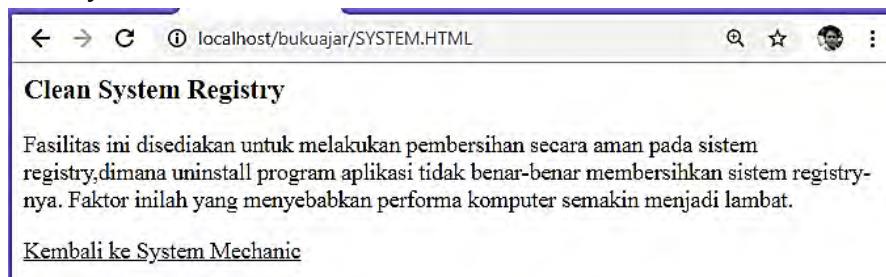 localhost/bukuajar/SYSTEM.HTML
Clean System Registry
Fasilitas ini disediakan untuk melakukan pembersihan secara aman pada sistem
registry,dimana uninstall program aplikasi tidak benar-benar membersihkan sistem registry-
nya. Faktor inilah yang menyebabkan performa komputer semakin menjadi lambat.
Kembali ke System Mechanic